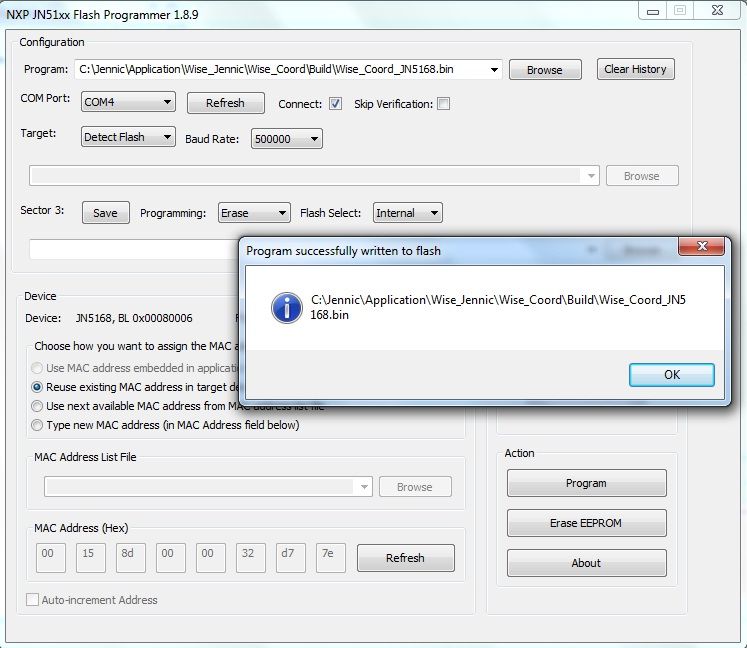 NXP JN51xx Flash Programmer 1.8.9
Configuration
Program: C:\Jennic\Application\Wise_Jennic\Wise_Coord\Build\Wise_Coord_JN5168.bin Browse Clear History
COM Port: COM4 Refresh Connect: Skip Verification:
Target: Detect Flash Baud Rate: 500000
Browse
Sector 3: Save Programming: Erase Flash Select: Internal
Program successfully written to flash
C:\Jennic\Application\Wise_Jennic\Wise_Coord\Build\Wise_Coord_JN5
168.bin
OK
Device
Device: JN5168, BL 0x00080006
Choose how you want to assign the MAC a
Use MAC address embedded in applicatio
Reuse existing MAC address in target de
Use next available MAC address from MAC address list file
Type new MAC address (in MAC Address field below)
MAC Address List File
Browse
MAC Address (Hex)
00 15 8d 00 00 32 d7 7e Refresh
Auto-increment Address
Action
Program
Erase EEPROM
About